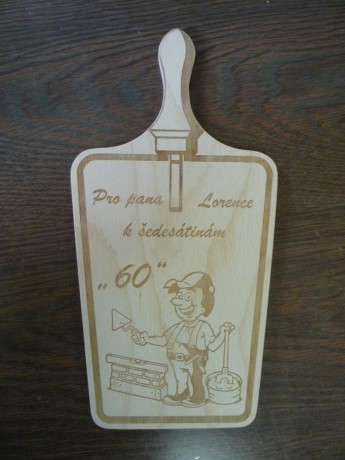 Pro pana Lorence
k šedesátinám
„60“